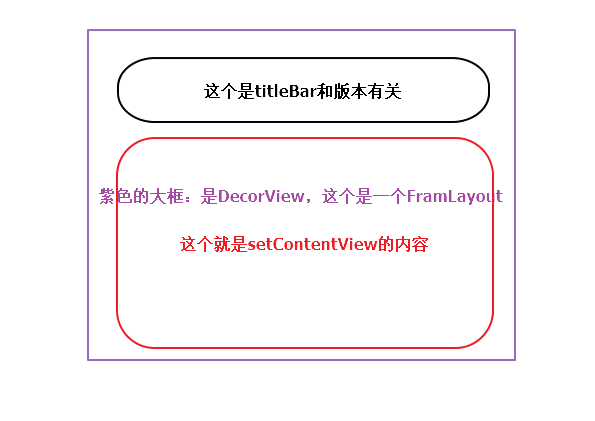 这个是titleBar和版本有关
紫色的大框：是DecorView，这个是一个FramLayout
这个就是setContentView的内容